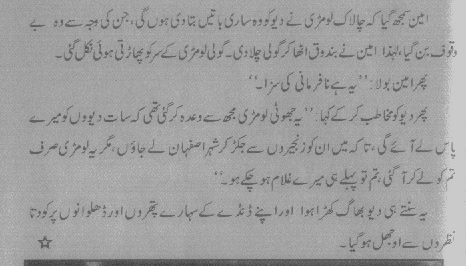 امین سمجھ گیا کہ چالاک لومڑی نے دیو کو وہ ساری باتیں بتا دی ہوں گی، جن کی وجہ سے وہ بے
وقوف بن گیا، لہٰذا امین نے بندوق اٹھا کر گولی چلا دی۔ گولی لومڑی کے سر کو پھاڑتی ہوئی نکل گئی۔
پھر امین بولا: ’’یہ ہے نافرمانی کی سزا۔‘‘
پھر دیو کو مخاطب کر کے کہا: ’’یہ جھوٹی لومڑی مجھ سے وعدہ کر گئی تھی کہ سات دیووں کو میرے
پاس لے آئے گی، تاکہ میں ان کو زنجیروں سے جکڑ کر شہر اصفہان لے جاؤں، مگر یہ لومڑی صرف
تم کو لے کر آ گئی، تم تو پہلے ہی میرے غلام ہو چکے ہو۔‘‘
یہ سنتے ہی دیو بھاگ کھڑا ہوا اور اپنے ڈنڈے کے سہارے پتھروں اور ڈھلوانوں پر کودتا
نظروں سے اوجھل ہو گیا۔ ☆